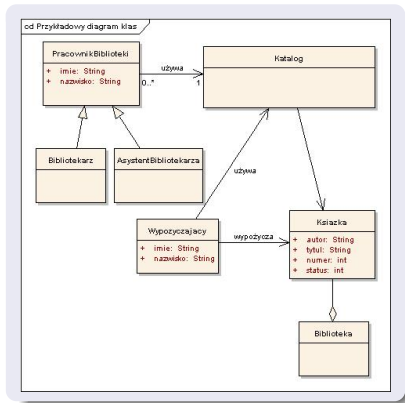 cd Przykładowy diagram klas
PracownikBiblioteki
+ imie: String
+ nazwisko: String
używa
0..*
1
Katalog
Bibliotekarz
AsystentBibliotekarza
używa
Wypozyczajacy
+ imie: String
+ nazwisko: String
wypożycza
Ksiazka
+ autor: String
+ tytul: String
+ numer: int
+ status: int
Biblioteka